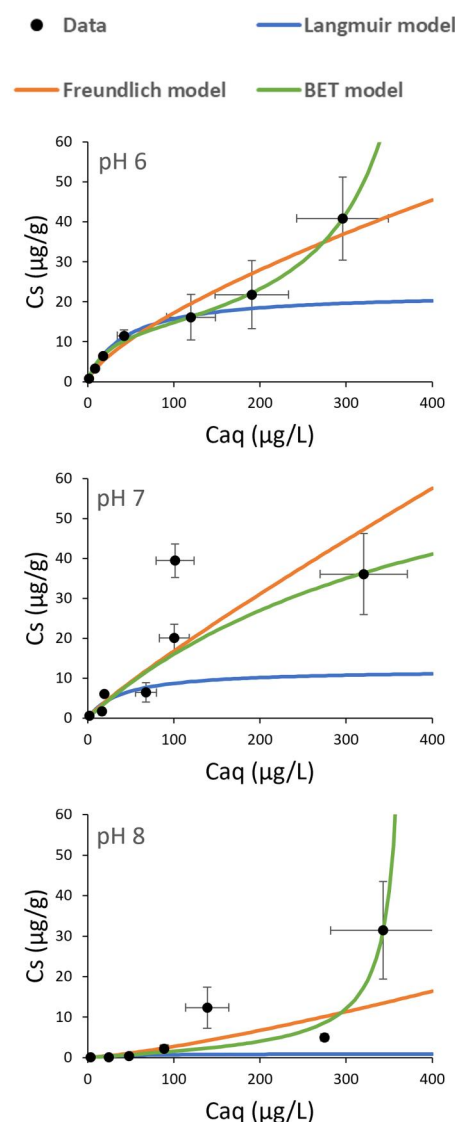 Data Langmuir model
Freundlich model BET model
60
pH 6
50
40
30
20
10
0
Cs (µg/g)
0 100 200 300 400
Caq (µg/L)
60
pH 7
50
40
30
20
10
0
Cs (µg/g)
0 100 200 300 400
Caq (µg/L)
60
pH 8
50
40
30
20
10
0
Cs (µg/g)
0 100 200 300 400
Caq (µg/L)